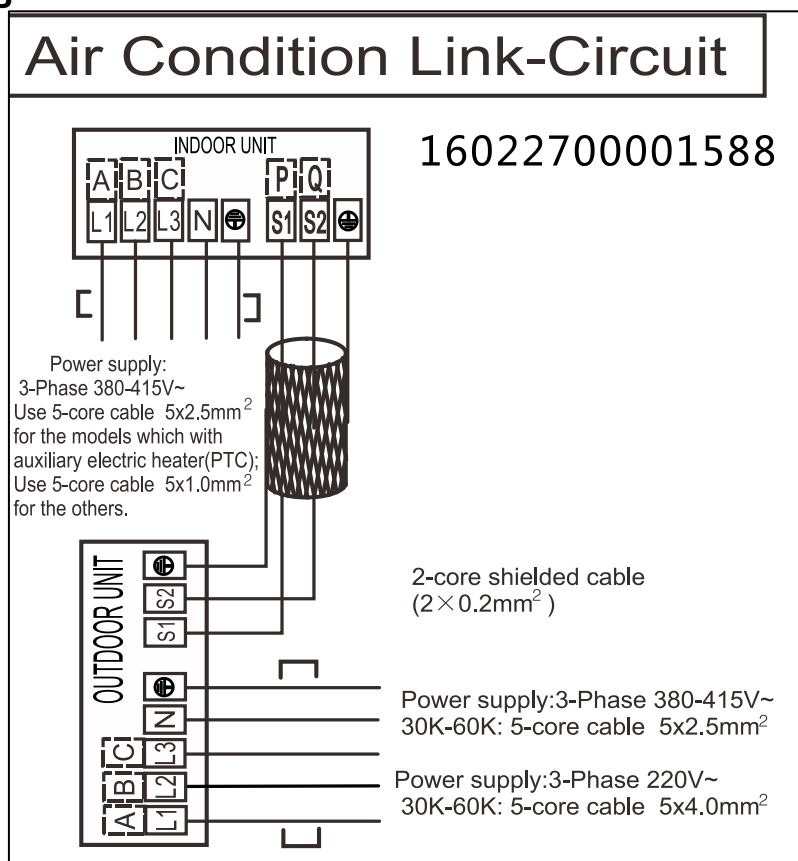 Air Condition Link-Circuit
16022700001588
INDOOR UNIT
A B C P Q
L1 L2 L3 N S1 S2
Power supply:
3-Phase 380-415V~
Use 5-core cable 5x2.5mm²
for the models which with
auxiliary electric heater(PTC);
Use 5-core cable 5x1.0mm²
for the others.
OUTDOOR UNIT
S2
S1
N
C L3
B L2
A L1
2-core shielded cable
(2×0.2mm² )
Power supply:3-Phase 380-415V~
30K-60K: 5-core cable 5x2.5mm²
Power supply:3-Phase 220V~
30K-60K: 5-core cable 5x4.0mm²